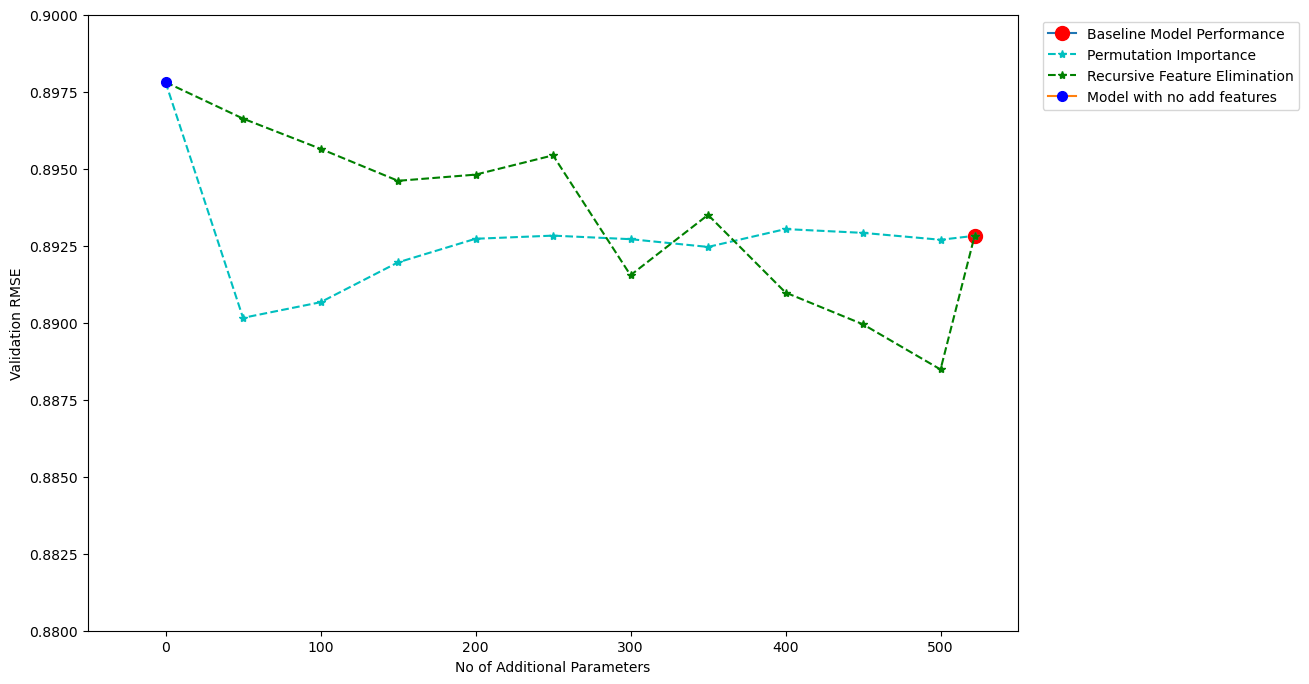 0.9000
0.8975
0.8950
0.8925
0.8900
0.8875
0.8850
0.8825
0.8800
Validation RMSE
0 100 200 300 400 500
No of Additional Parameters
Baseline Model Performance
Permutation Importance
Recursive Feature Elimination
Model with no add features